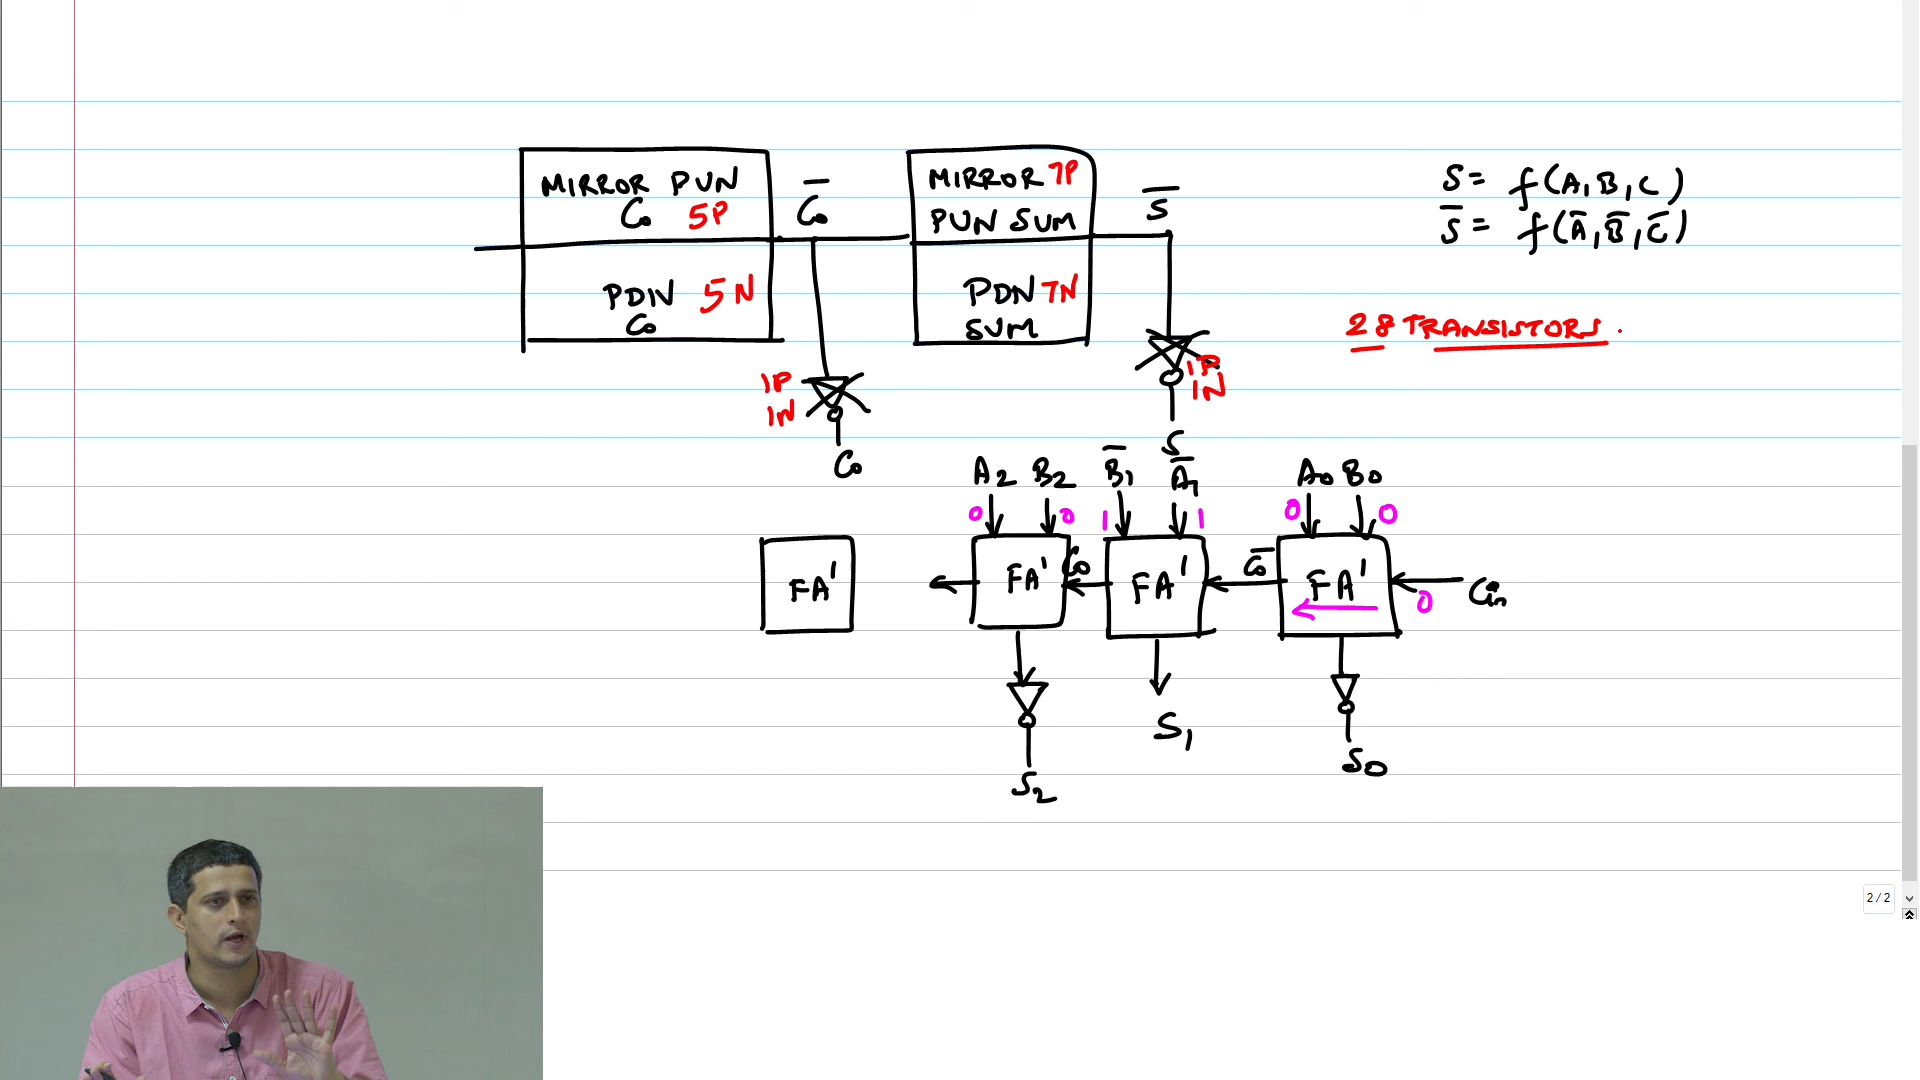 MIRROR PUN
Co 5P
PDN 5N
Co
C̅o̅
1P
1N
Co
MIRROR 7P
PUN SUM
PDN 7N
SUM
S̅
1P
1N
S
S = f(A, B, C)
S̅ = f(A̅, B̅, C̅)
28 TRANSISTORS.
A2 B2 B̅1 A̅1 A0 B0
0 0 1 1 0 0
FA' FA' Co FA' C̅o̅ FA' 0 Cin
S1
S0
S2
2/2